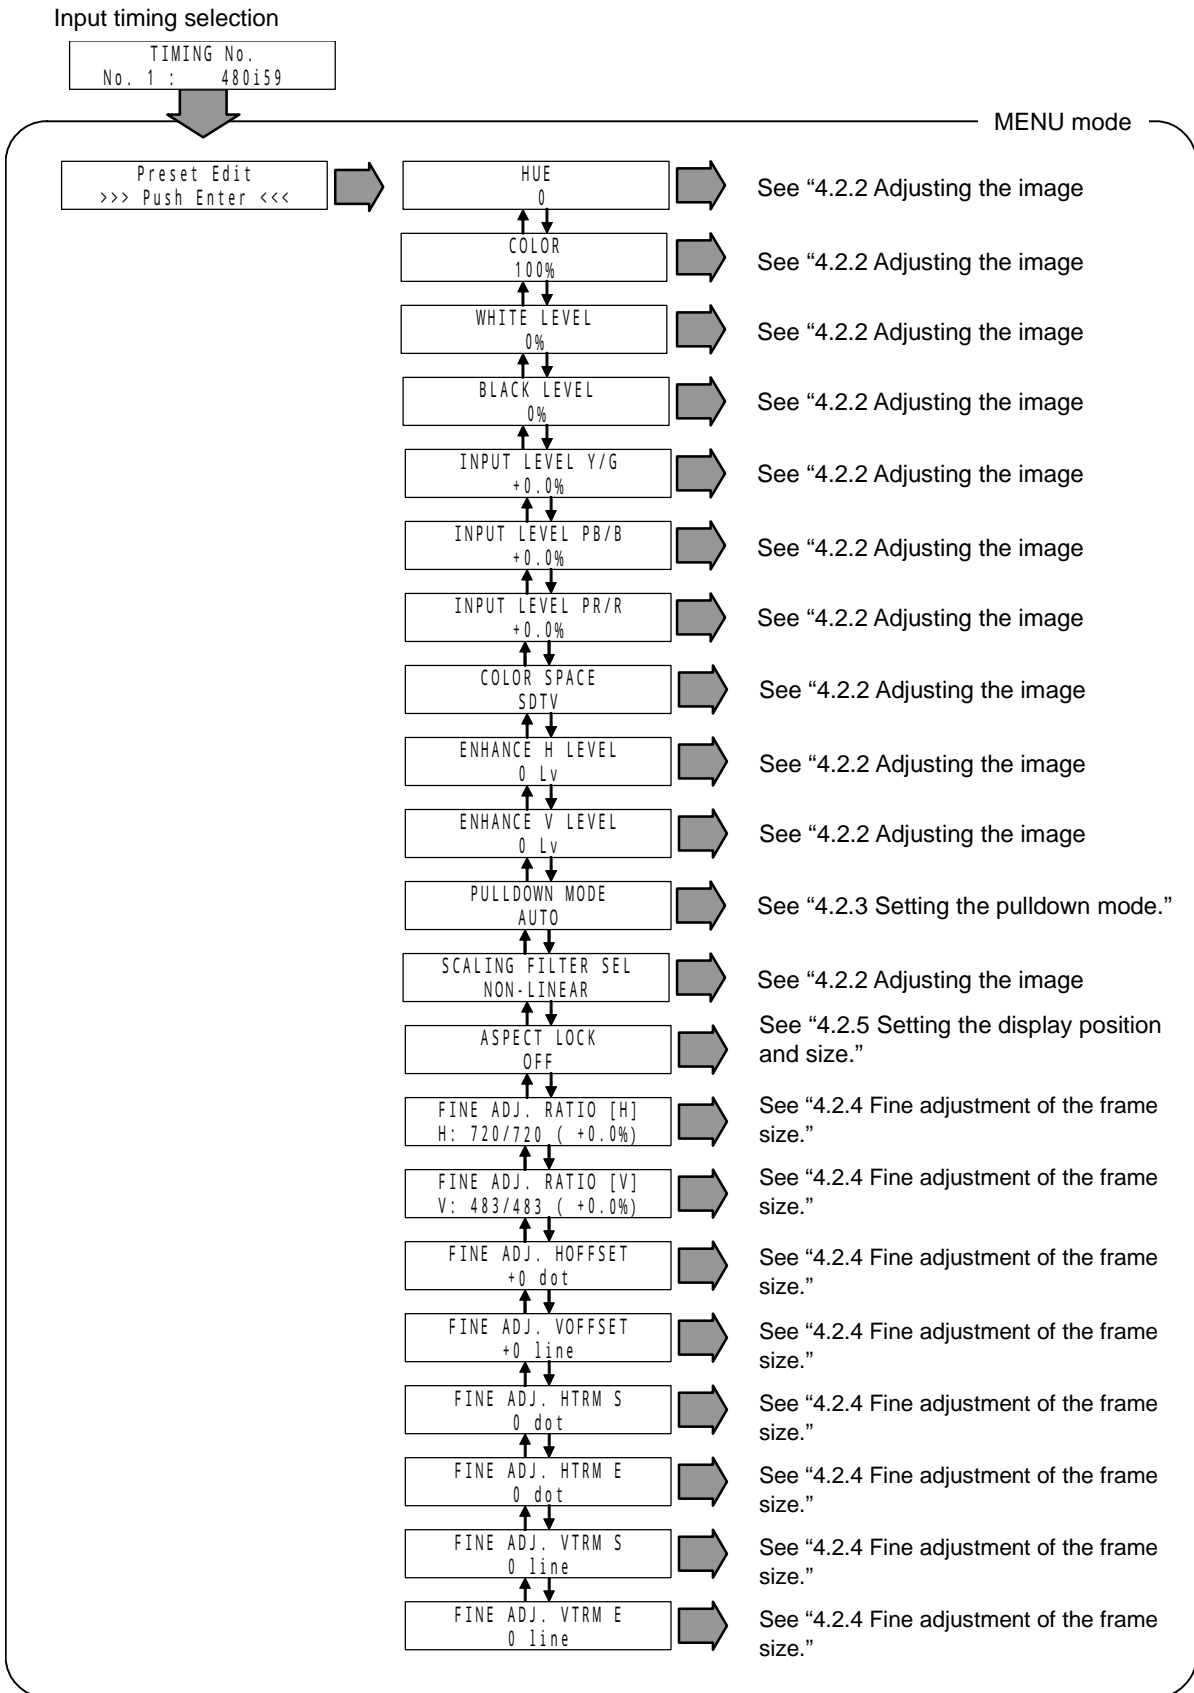 Input timing selection
TIMING No.
No. 1 : 480i59
MENU mode
Preset Edit
>>> Push Enter <<<
HUE
0
See “4.2.2 Adjusting the image
COLOR
100%
See “4.2.2 Adjusting the image
WHITE LEVEL
0%
See “4.2.2 Adjusting the image
BLACK LEVEL
0%
See “4.2.2 Adjusting the image
INPUT LEVEL Y/G
+0.0%
See “4.2.2 Adjusting the image
INPUT LEVEL PB/B
+0.0%
See “4.2.2 Adjusting the image
INPUT LEVEL PR/R
+0.0%
See “4.2.2 Adjusting the image
COLOR SPACE
SDTV
See “4.2.2 Adjusting the image
ENHANCE H LEVEL
0 Lv
See “4.2.2 Adjusting the image
ENHANCE V LEVEL
0 Lv
See “4.2.2 Adjusting the image
PULLDOWN MODE
AUTO
See “4.2.3 Setting the pulldown mode.”
SCALING FILTER SEL
NON-LINEAR
See “4.2.2 Adjusting the image
ASPECT LOCK
OFF
See “4.2.5 Setting the display position
and size.”
FINE ADJ. RATIO [H]
H: 720/720 ( +0.0%)
See “4.2.4 Fine adjustment of the frame
size.”
FINE ADJ. RATIO [V]
V: 483/483 ( +0.0%)
See “4.2.4 Fine adjustment of the frame
size.”
FINE ADJ. HOFFSET
+0 dot
See “4.2.4 Fine adjustment of the frame
size.”
FINE ADJ. VOFFSET
+0 line
See “4.2.4 Fine adjustment of the frame
size.”
FINE ADJ. HTRM S
0 dot
See “4.2.4 Fine adjustment of the frame
size.”
FINE ADJ. HTRM E
0 dot
See “4.2.4 Fine adjustment of the frame
size.”
FINE ADJ. VTRM S
0 line
See “4.2.4 Fine adjustment of the frame
size.”
FINE ADJ. VTRM E
0 line
See “4.2.4 Fine adjustment of the frame
size.”